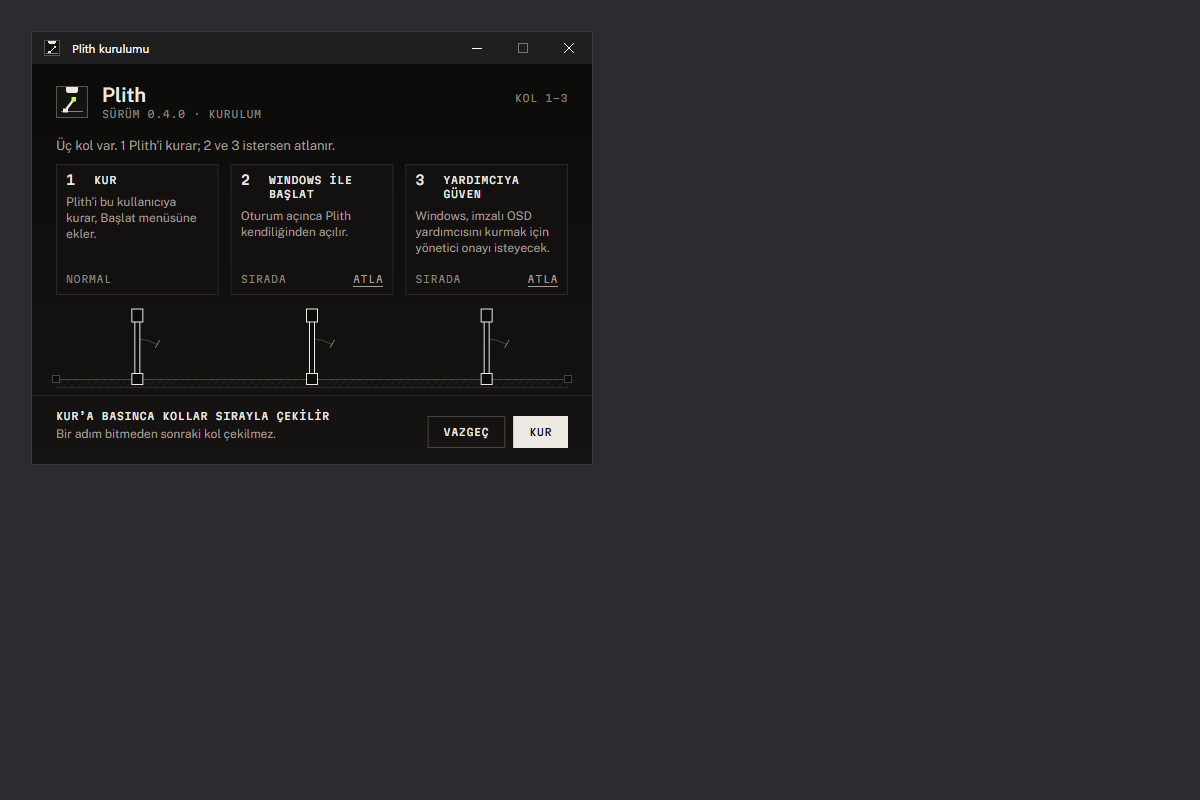 Plith kurulumu
Plith
SÜRÜM 0.4.0 · KURULUM
KOL 1–3
Üç kol var. 1 Plith'i kurar; 2 ve 3 istersen atlanır.
1 KUR
Plith'i bu kullanıcıya
kurar, Başlat menüsüne
ekler.
NORMAL
2 WINDOWS İLE
BAŞLAT
Oturum açınca Plith
kendiliğinden açılır.
SIRADA ATLA
3 YARDIMCIYA
GÜVEN
Windows, imzalı OSD
yardımcısını kurmak için
yönetici onayı isteyecek.
SIRADA ATLA
KUR'A BASINCA KOLLAR SIRAYLA ÇEKİLİR
Bir adım bitmeden sonraki kol çekilmez.
VAZGEÇ
KUR